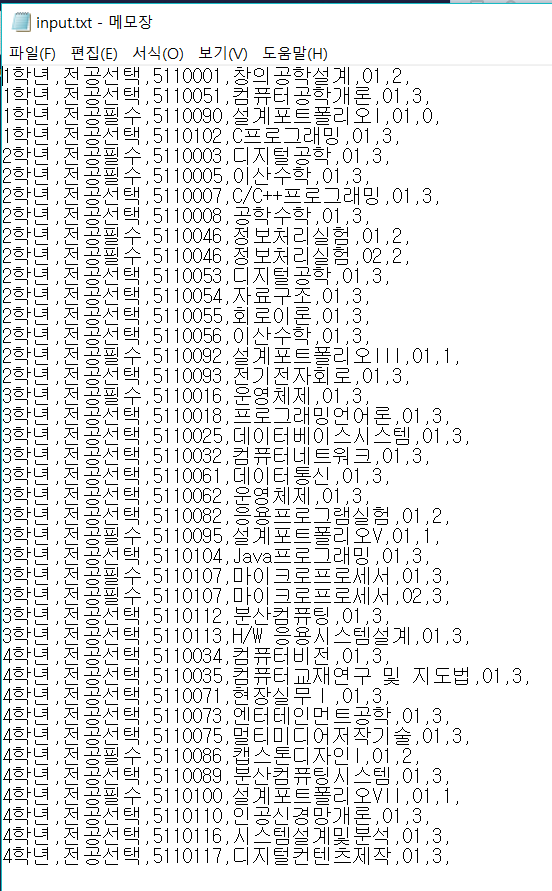 input.txt - 메모장
파일(F) 편집(E) 서식(O) 보기(V) 도움말(H)
1학년,전공선택,5110001,창의공학설계,01,2,
1학년,전공선택,5110051,컴퓨터공학개론,01,3,
1학년,전공필수,5110090,설계포트폴리오I,01,0,
1학년,전공선택,5110102,C프로그래밍,01,3,
2학년,전공필수,5110003,디지털공학,01,3,
2학년,전공필수,5110005,이산수학,01,3,
2학년,전공선택,5110007,C/C++프로그래밍,01,3,
2학년,전공선택,5110008,공학수학,01,3,
2학년,전공필수,5110046,정보처리실험,01,2,
2학년,전공필수,5110046,정보처리실험,02,2,
2학년,전공선택,5110053,디지털공학,01,3,
2학년,전공선택,5110054,자료구조,01,3,
2학년,전공선택,5110055,회로이론,01,3,
2학년,전공선택,5110056,이산수학,01,3,
2학년,전공필수,5110092,설계포트폴리오III,01,1,
2학년,전공선택,5110093,전기전자회로,01,3,
3학년,전공필수,5110016,운영체제,01,3,
3학년,전공선택,5110018,프로그래밍언어론,01,3,
3학년,전공선택,5110025,데이터베이스시스템,01,3,
3학년,전공선택,5110032,컴퓨터네트워크,01,3,
3학년,전공선택,5110061,데이터통신,01,3,
3학년,전공선택,5110062,운영체제,01,3,
3학년,전공필수,5110082,응용프로그램실험,01,2,
3학년,전공필수,5110095,설계포트폴리오V,01,1,
3학년,전공선택,5110104,Java프로그래밍,01,3,
3학년,전공필수,5110107,마이크로프로세서,01,3,
3학년,전공필수,5110107,마이크로프로세서,02,3,
3학년,전공선택,5110112,분산컴퓨팅,01,3,
3학년,전공선택,5110113,H/W 응용시스템설계,01,3,
4학년,전공선택,5110034,컴퓨터비전,01,3,
4학년,전공선택,5110035,컴퓨터교재연구 및 지도법,01,3,
4학년,전공선택,5110071,현장실무Ⅰ,01,3,
4학년,전공선택,5110073,엔터테인먼트공학,01,3,
4학년,전공선택,5110075,멀티미디어저작기술,01,3,
4학년,전공필수,5110086,캡스톤디자인I,01,2,
4학년,전공선택,5110089,분산컴퓨팅시스템,01,3,
4학년,전공필수,5110100,설계포트폴리오VII,01,1,
4학년,전공선택,5110110,인공신경망개론,01,3,
4학년,전공선택,5110116,시스템설계및분석,01,3,
4학년,전공선택,5110117,디지털컨텐츠제작,01,3,